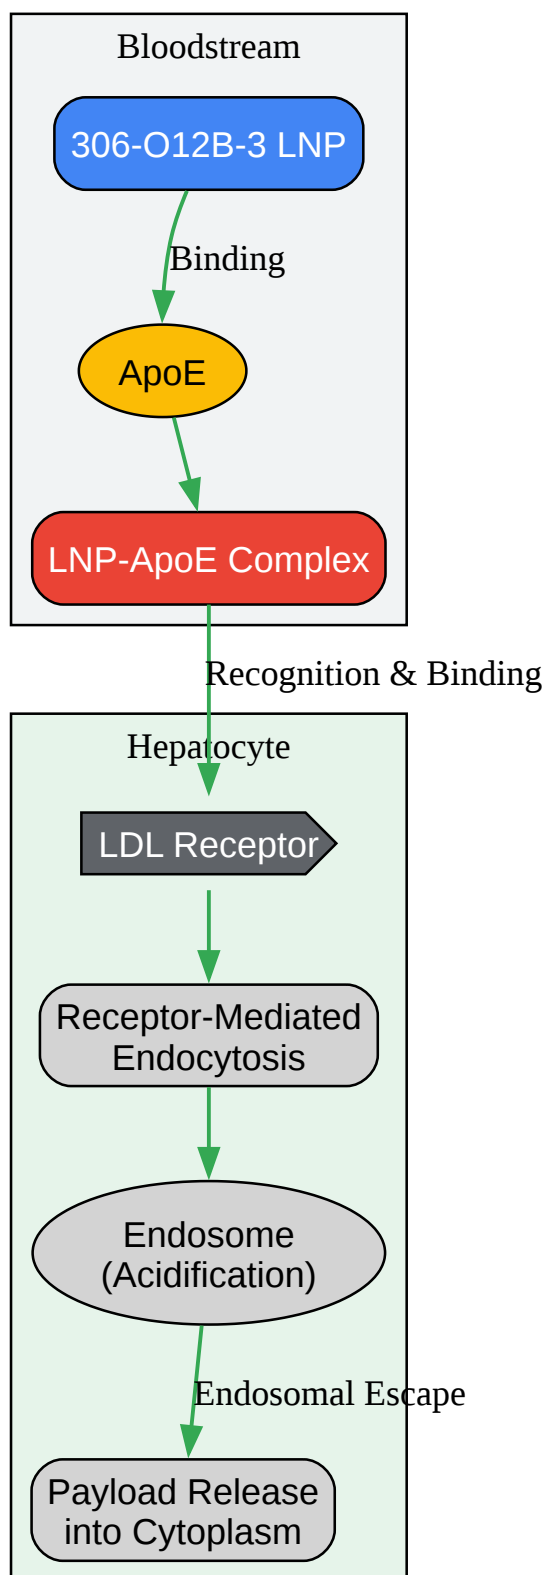 Bloodstream
306-O12B-3 LNP
Binding
ApoE
LNP-ApoE Complex
Recognition & Binding
Hepatocyte
LDL Receptor
Receptor-Mediated
Endocytosis
Endosome
(Acidification)
Endosomal Escape
Payload Release
into Cytoplasm